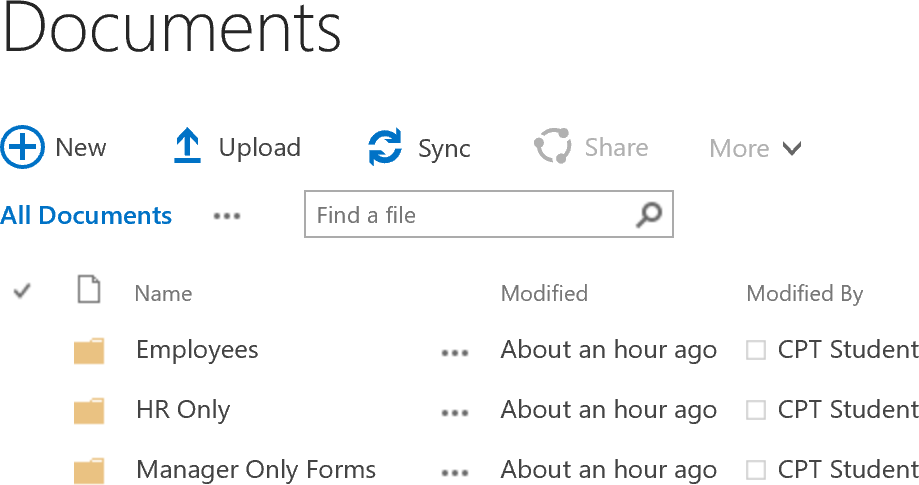 Documents
New Upload Sync Share More
All Documents ... Find a file
Name Modified Modified By
Employees ... About an hour ago CPT Student
HR Only ... About an hour ago CPT Student
Manager Only Forms ... About an hour ago CPT Student